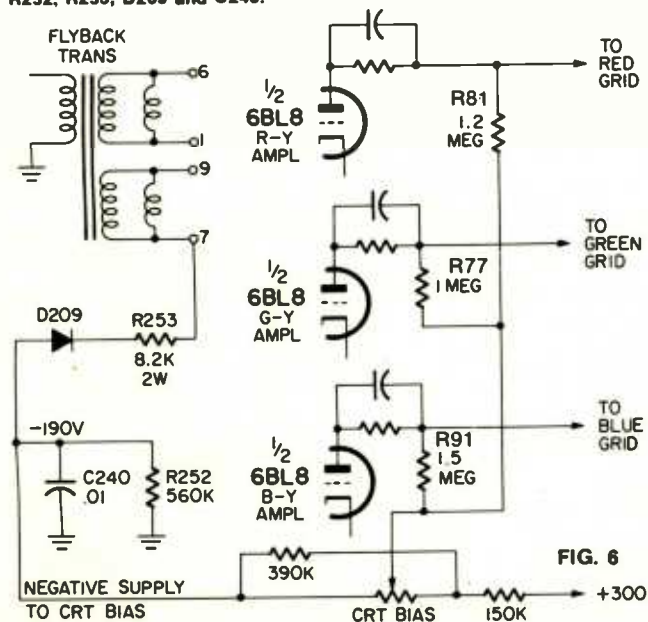 R252, R253, D209 and C240.
FLYBACK
TRANS
6
1
9
7
D209
R253
8.2K
2W
-190V
C240
.01
R252
560K
NEGATIVE SUPPLY
TO CRT BIAS
1/2
6BL8
R-Y
AMPL
TO
RED
GRID
R81
1.2
MEG
1/2
6BL8
G-Y
AMPL
TO
GREEN
GRID
R77
1 MEG
1/2
6BL8
B-Y
AMPL
TO
BLUE
GRID
R91
1.5
MEG
FIG. 6
390K
CRT BIAS
150K
+300